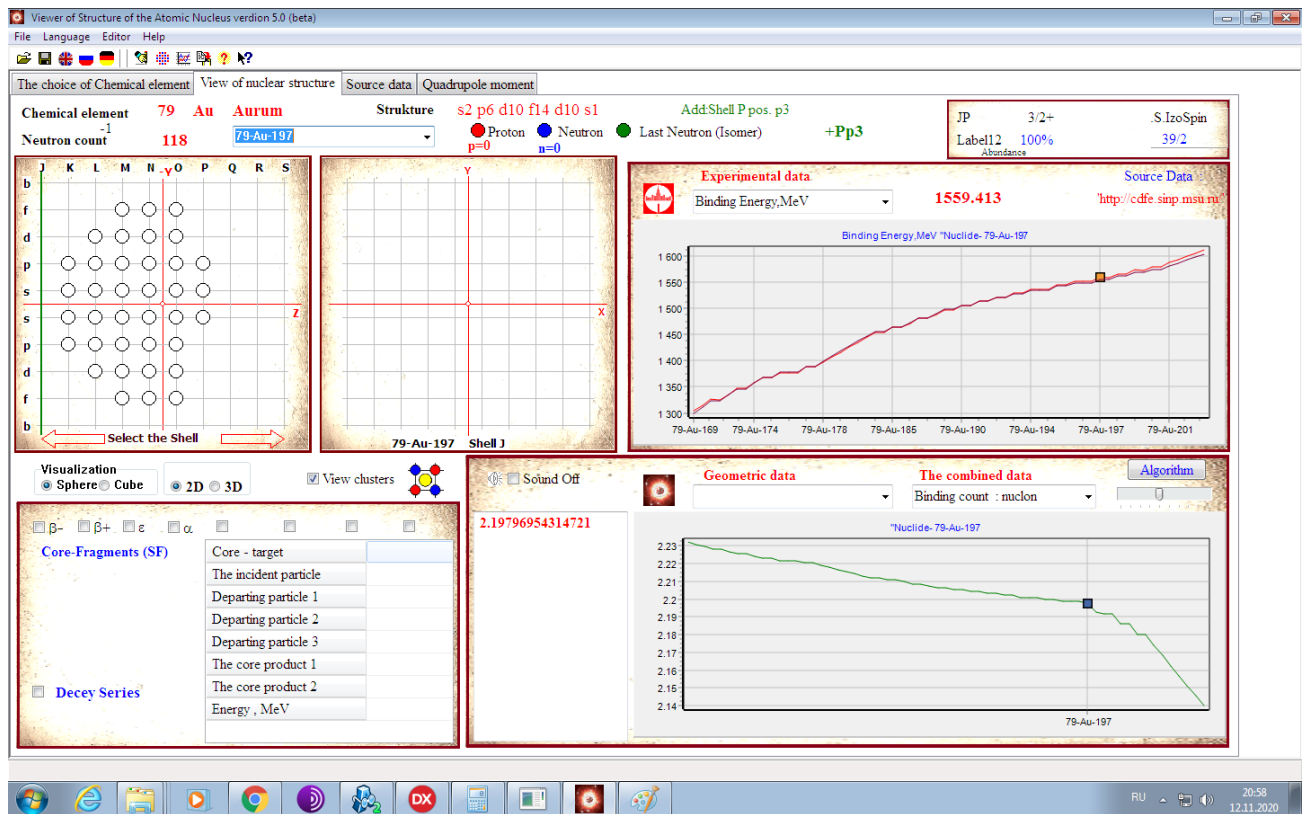 Viewer of Structure of the Atomic Nucleus verdion 5.0 (beta)
File Language Editor Help
The choice of Chemical element View of nuclear structure Source data Quadrupole moment
Chemical element 79 Au Aurum Strukture s2 p6 d10 f14 d10 s1 Add:Shell P pos. p3
Neutron count -1 118 79-Au-197 Proton Neutron Last Neutron (Isomer) +Pp3
p=0 n=0
JP 3/2+ .S.IzoSpin
Label12 100% 39/2
Abundance
J K L M N -Y O P Q R S
b
f
d
p
s
s
p
d
f
b
Z
Select the Shell
Y
X
79-Au-197 Shell J
Experimental data Source Data
Binding Energy,MeV 1559.413 "http://cdfe.sinp.msu.ru
Binding Energy,MeV "Nuclide- 79-Au-197
1 600
1 550
1 500
1 450
1 400
1 350
1 300
79-Au-169 79-Au-174 79-Au-178 79-Au-185 79-Au-190 79-Au-194 79-Au-197 79-Au-201
Visualization
Sphere Cube 2D 3D View clusters
β- β+ ε α
Core-Fragments (SF)
Core - target
The incident particle
Departing particle 1
Departing particle 2
Departing particle 3
The core product 1
The core product 2
Energy , MeV
Decey Series
Sound Off Geometric data The combined data Algorithm
Binding count : nuclon
2.19796954314721
"Nuclide- 79-Au-197
2.23
2.22
2.21
2.2
2.19
2.18
2.17
2.16
2.15
2.14
79-Au-197
DX
RU 20:58
12.11.2020